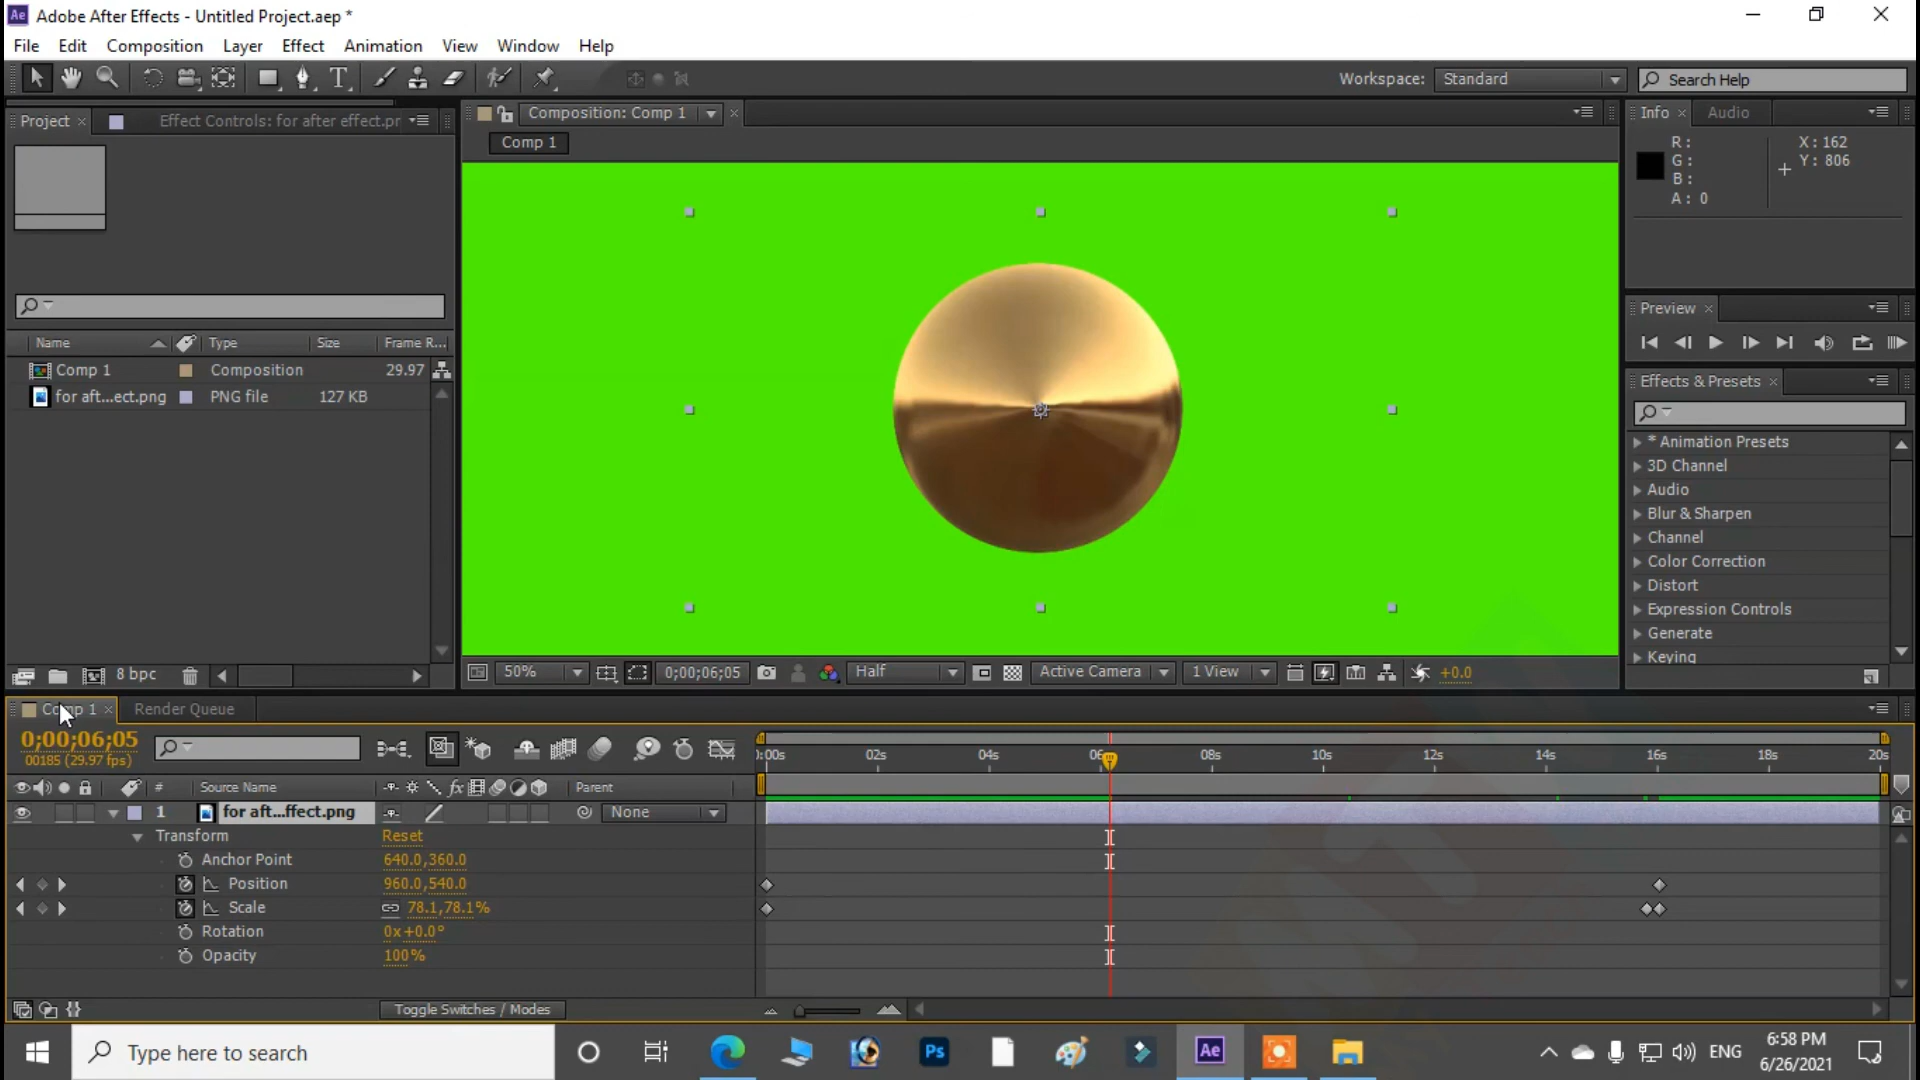 Ae Adobe After Effects - Untitled Project.aep *
File Edit Composition Layer Effect Animation View Window Help
T Workspace: Standard Search Help
Project × Effect Controls: for after effect.pr
Composition: Comp 1 ×
Comp 1
Info × Audio
R : X : 162
G : Y : 806
B :
A : 0
Name Type Size Frame R...
Comp 1 Composition 29.97
for aft...ect.png PNG file 127 KB
Preview ×
Effects & Presets ×
* Animation Presets
3D Channel
Audio
Blur & Sharpen
Channel
Color Correction
Distort
Expression Controls
Generate
Keying
8 bpc
50% 0;00;06;05 Half Active Camera 1 View +0.0
Comp 1 × Render Queue
0;00;06;05
00185 (29.97 fps)
):00s 02s 04s 06 08s 10s 12s 14s 16s 18s 20s
# Source Name fx Parent
1 for aft...ffect.png None
Transform Reset
Anchor Point 640.0,360.0
Position 960.0,540.0
Scale 78.1,78.1%
Rotation 0x+0.0°
Opacity 100%
Toggle Switches / Modes
Type here to search Ps Ae ENG 6:58 PM
6/26/2021